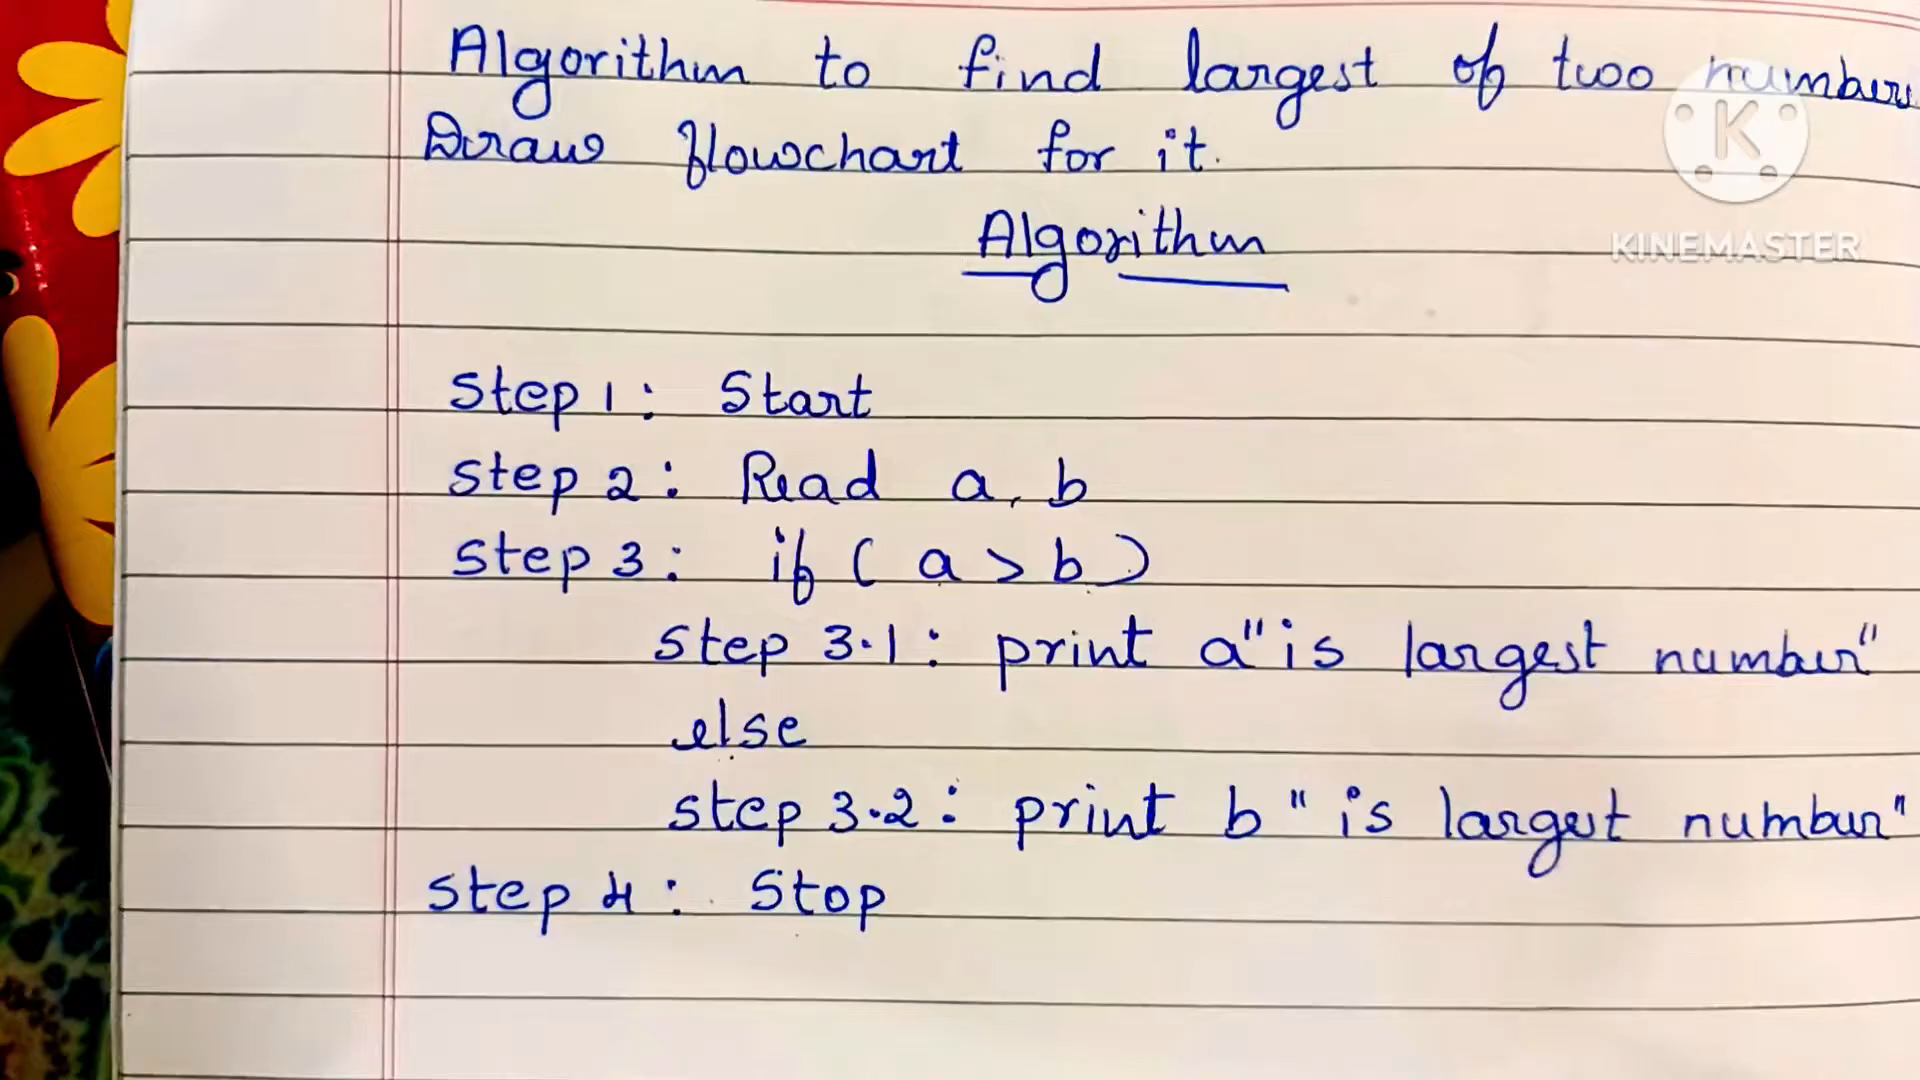 Algorithm to find largest of two numbers
Draw flowchart for it.
K
KINEMASTER
Algorithm
Step 1: Start
Step 2: Read a, b
Step 3: if ( a > b )
Step 3.1: print a "is largest number"
else
step 3.2: print b "is largest number"
Step 4: Stop